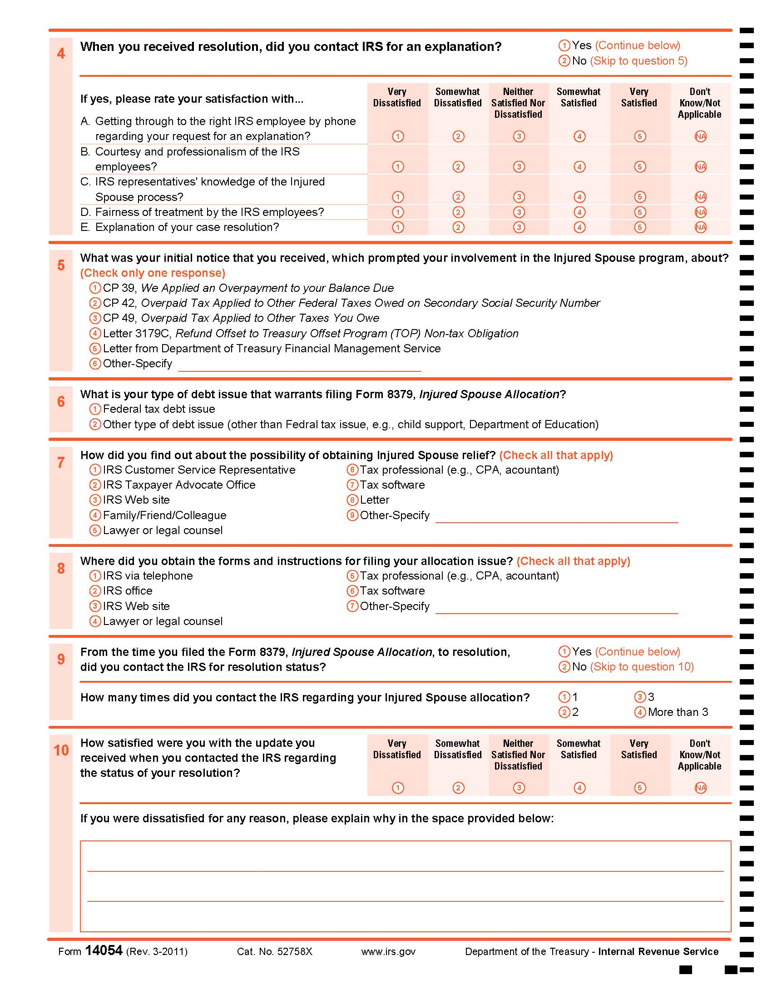 4
When you received resolution, did you contact IRS for an explanation?
1 Yes (Continue below)
2 No (Skip to question 5)
If yes, please rate your satisfaction with...
Very Dissatisfied
Somewhat Dissatisfied
Neither Satisfied Nor Dissatisfied
Somewhat Satisfied
Very Satisfied
Don't Know/Not Applicable
A. Getting through to the right IRS employee by phone
regarding your request for an explanation? 1 2 3 4 5 NA
B. Courtesy and professionalism of the IRS
employees? 1 2 3 4 5 NA
C. IRS representatives' knowledge of the Injured
Spouse process? 1 2 3 4 5 NA
D. Fairness of treatment by the IRS employees? 1 2 3 4 5 NA
E. Explanation of your case resolution? 1 2 3 4 5 NA
5
What was your initial notice that you received, which prompted your involvement in the Injured Spouse program, about?
(Check only one response)
1 CP 39, We Applied an Overpayment to your Balance Due
2 CP 42, Overpaid Tax Applied to Other Federal Taxes Owed on Secondary Social Security Number
3 CP 49, Overpaid Tax Applied to Other Taxes You Owe
4 Letter 3179C, Refund Offset to Treasury Offset Program (TOP) Non-tax Obligation
5 Letter from Department of Treasury Financial Management Service
6 Other-Specify
6
What is your type of debt issue that warrants filing Form 8379, Injured Spouse Allocation?
1 Federal tax debt issue
2 Other type of debt issue (other than Fedral tax issue, e.g., child support, Department of Education)
7
How did you find out about the possibility of obtaining Injured Spouse relief? (Check all that apply)
1 IRS Customer Service Representative
2 IRS Taxpayer Advocate Office
3 IRS Web site
4 Family/Friend/Colleague
5 Lawyer or legal counsel
6 Tax professional (e.g., CPA, acountant)
7 Tax software
8 Letter
9 Other-Specify
8
Where did you obtain the forms and instructions for filing your allocation issue? (Check all that apply)
1 IRS via telephone
2 IRS office
3 IRS Web site
4 Lawyer or legal counsel
5 Tax professional (e.g., CPA, acountant)
6 Tax software
7 Other-Specify
9
From the time you filed the Form 8379, Injured Spouse Allocation, to resolution,
did you contact the IRS for resolution status?
1 Yes (Continue below)
2 No (Skip to question 10)
How many times did you contact the IRS regarding your Injured Spouse allocation?
1 1
2 2
3 3
4 More than 3
10
How satisfied were you with the update you
received when you contacted the IRS regarding
the status of your resolution?
Very Dissatisfied
Somewhat Dissatisfied
Neither Satisfied Nor Dissatisfied
Somewhat Satisfied
Very Satisfied
Don't Know/Not Applicable
1 2 3 4 5 NA
If you were dissatisfied for any reason, please explain why in the space provided below:
Form 14054 (Rev. 3-2011) Cat. No. 52758X www.irs.gov Department of the Treasury - Internal Revenue Service